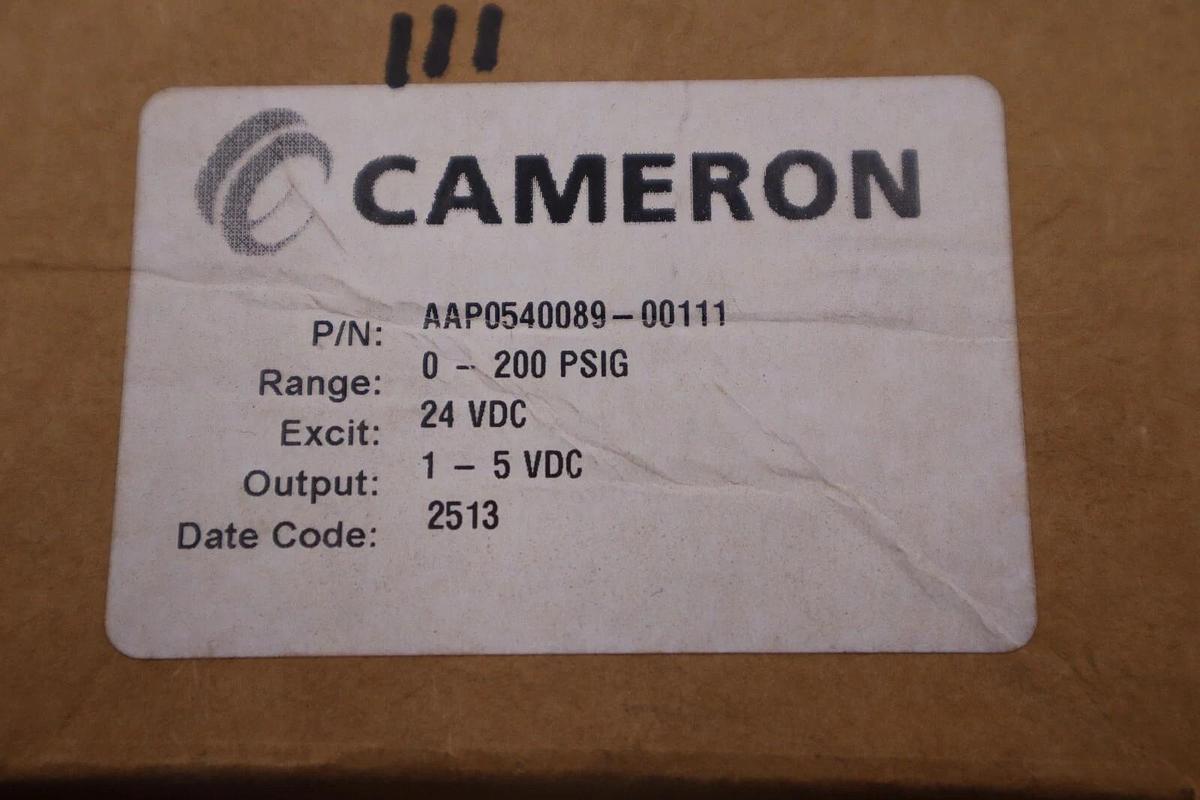 111
CAMERON
P/N: AAP0540089-00111
Range: 0 - 200 PSIG
Excit: 24 VDC
Output: 1 - 5 VDC
Date Code: 2513